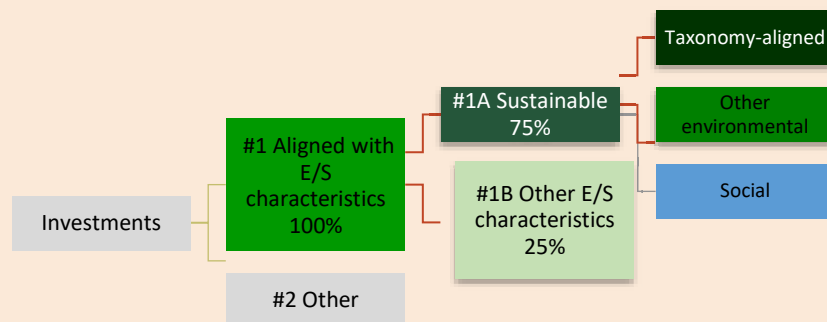 Investments
#1 Aligned with
E/S
characteristics
100%
#2 Other
#1A Sustainable
75%
#1B Other E/S
characteristics
25%
Taxonomy-aligned
Other
environmental
Social